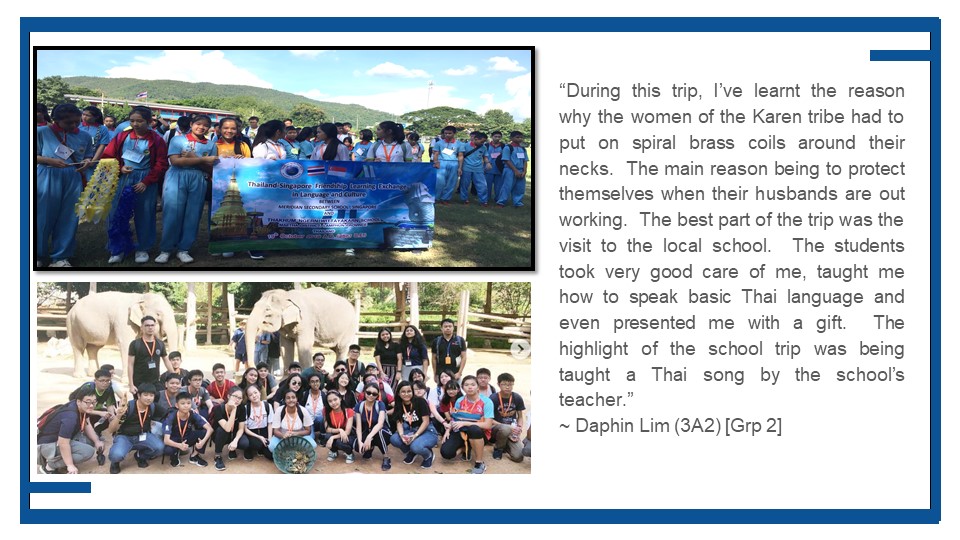 Thailand-Singapore Friendship Learning Exchange
in Language and Culture
BETWEEN
MERIDIAN SECONDARY SCHOOL, SINGAPORE
AND
THAILAND
“During this trip, I’ve learnt the reason
why the women of the Karen tribe had to
put on spiral brass coils around their
necks. The main reason being to protect
themselves when their husbands are out
working. The best part of the trip was the
visit to the local school. The students
took very good care of me, taught me
how to speak basic Thai language and
even presented me with a gift. The
highlight of the school trip was being
taught a Thai song by the school’s
teacher.”
~ Daphin Lim (3A2) [Grp 2]